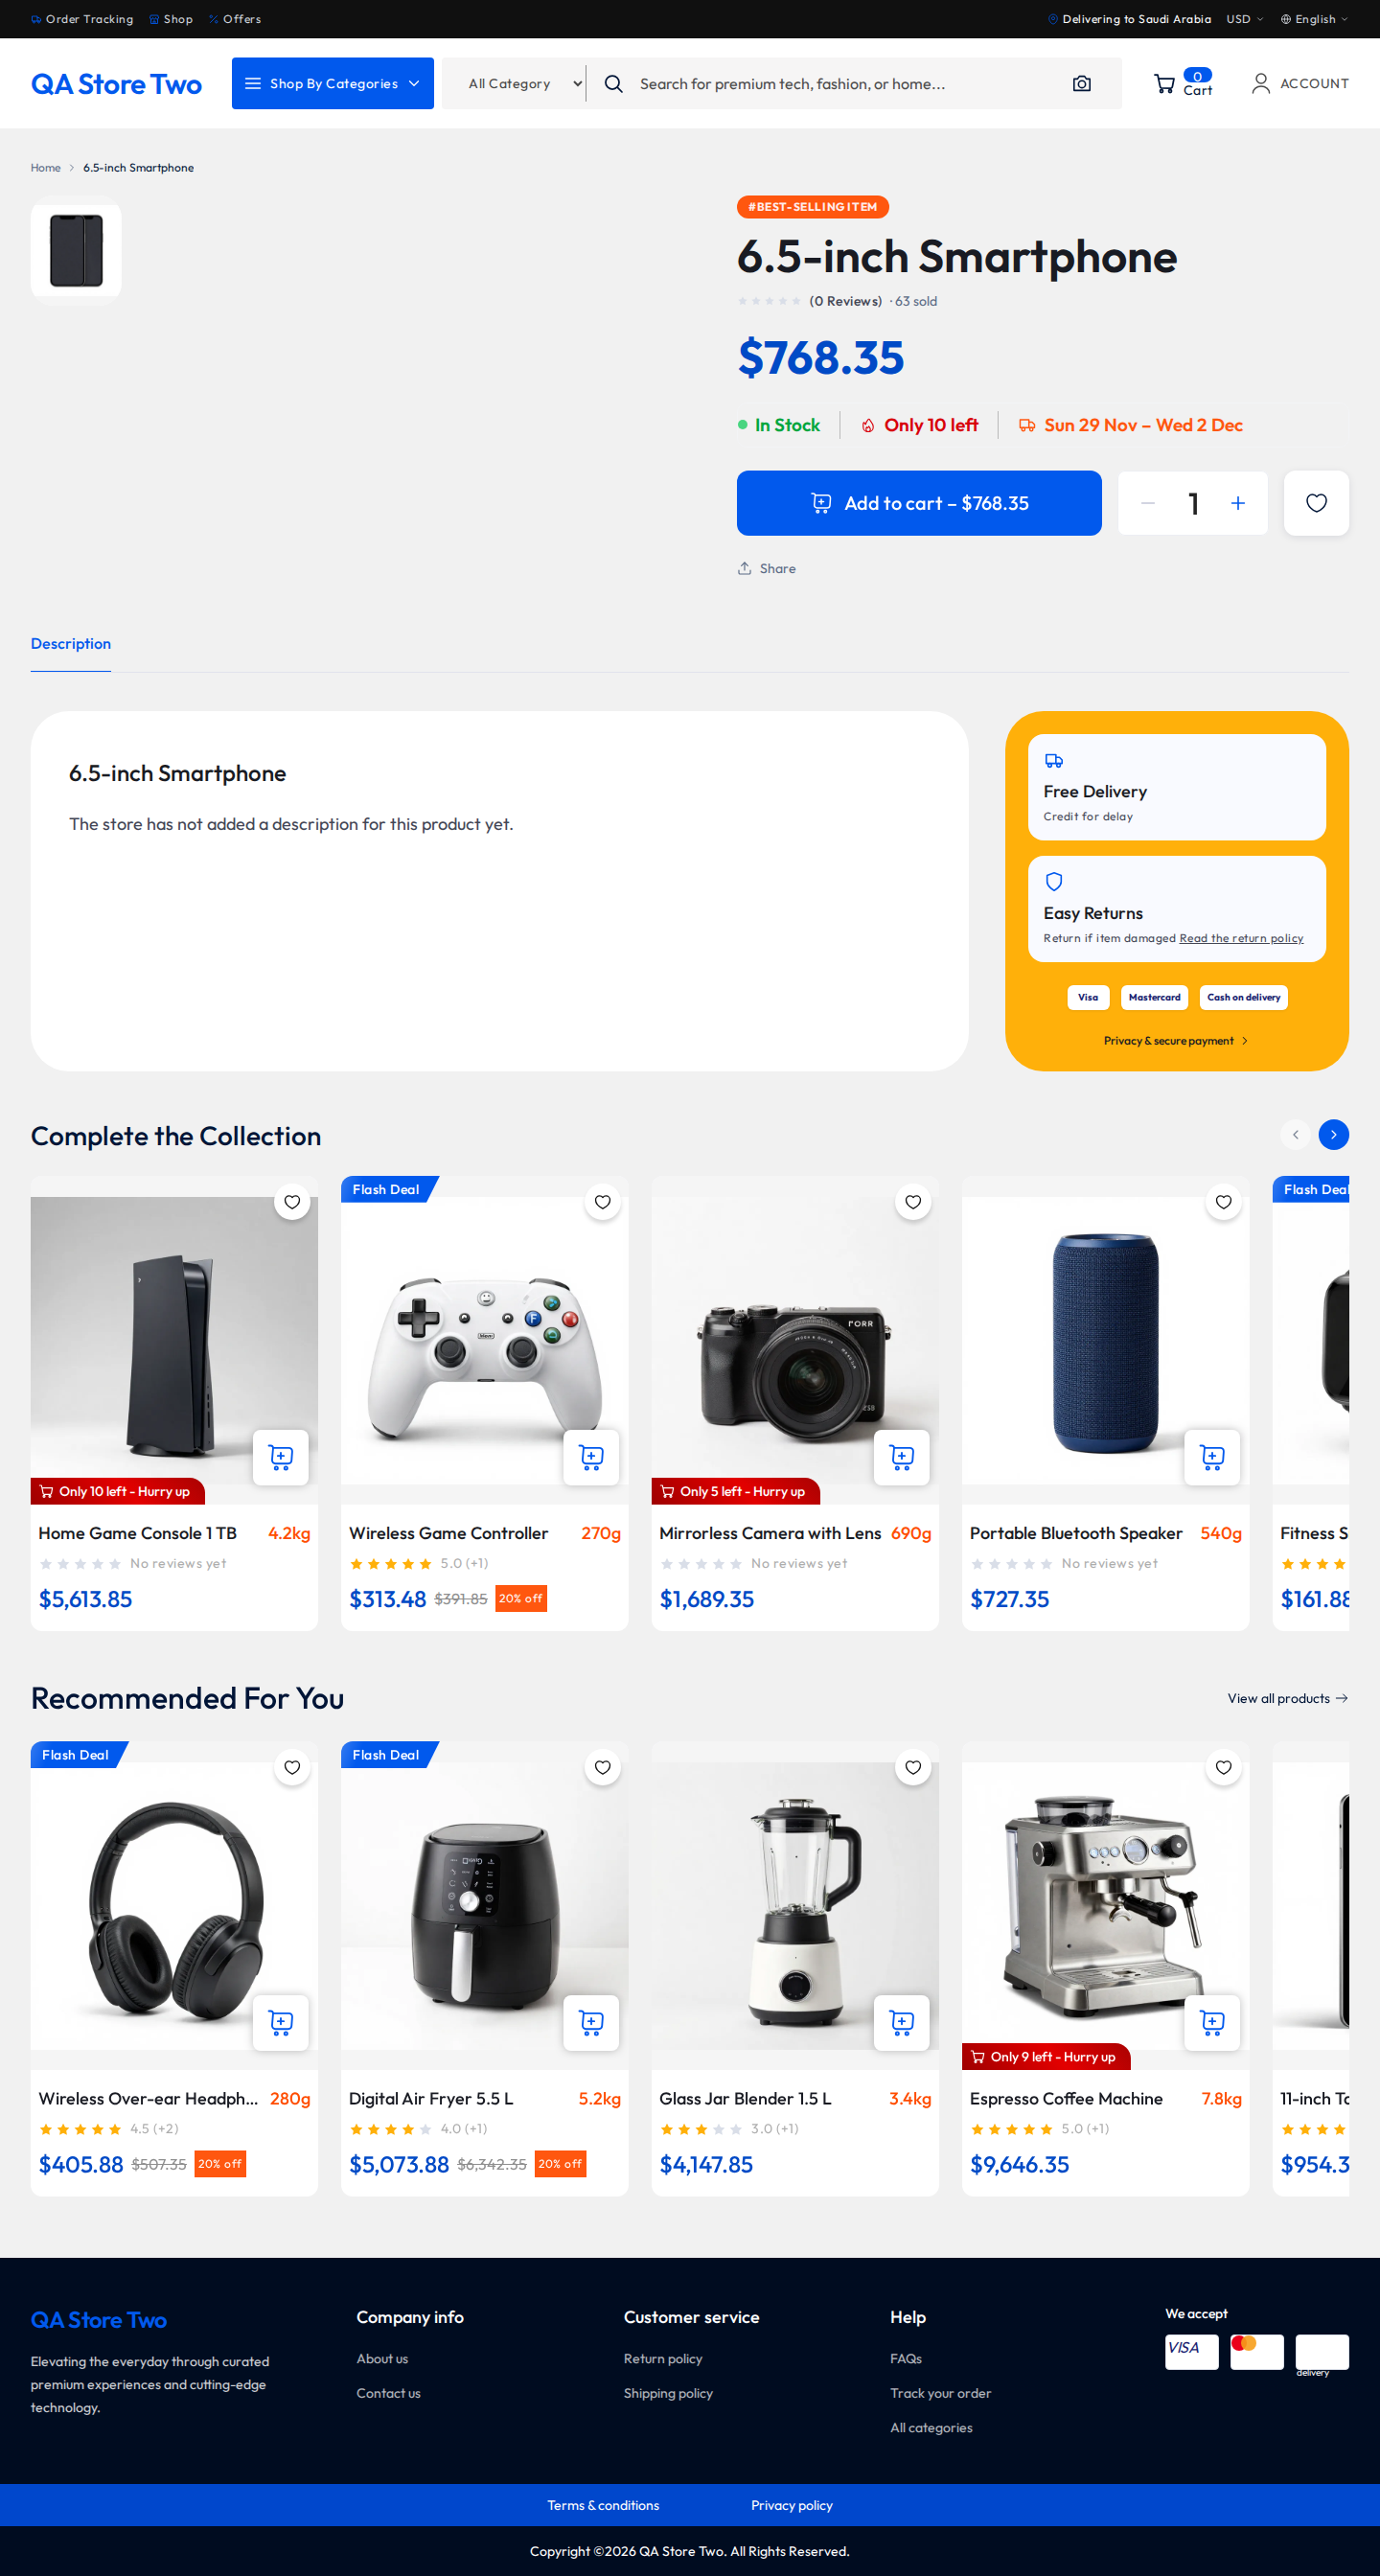 Order Tracking Shop Offers Delivering to Saudi Arabia USD English
QA Store Two Shop By Categories All Category Search for premium tech, fashion, or home... 0 Cart ACCOUNT
Home > 6.5-inch Smartphone
#BEST-SELLING ITEM
6.5-inch Smartphone
(0 Reviews) · 63 sold
$768.35
In Stock Only 10 left Sun 29 Nov – Wed 2 Dec
Add to cart – $768.35 1
Share
Description
6.5-inch Smartphone
The store has not added a description for this product yet.
Free Delivery
Credit for delay
Easy Returns
Return if item damaged Read the return policy
Visa Mastercard Cash on delivery
Privacy & secure payment
Complete the Collection
Flash Deal Flash Deal
Only 10 left - Hurry up Only 5 left - Hurry up
Home Game Console 1 TB 4.2kg Wireless Game Controller 270g Mirrorless Camera with Lens 690g Portable Bluetooth Speaker 540g Fitness S
No reviews yet 5.0 (+1) No reviews yet No reviews yet
$5,613.85 $313.48 $391.85 20% off $1,689.35 $727.35 $161.88
Recommended For You View all products
Flash Deal Flash Deal
Only 9 left - Hurry up
Wireless Over-ear Headph... 280g Digital Air Fryer 5.5 L 5.2kg Glass Jar Blender 1.5 L 3.4kg Espresso Coffee Machine 7.8kg 11-inch Ta
4.5 (+2) 4.0 (+1) 3.0 (+1) 5.0 (+1)
$405.88 $507.35 20% off $5,073.88 $6,342.35 20% off $4,147.85 $9,646.35 $954.3
QA Store Two Company info Customer service Help We accept
VISA
delivery
Elevating the everyday through curated
premium experiences and cutting-edge
technology.
About us Return policy FAQs
Contact us Shipping policy Track your order
All categories
Terms & conditions Privacy policy
Copyright ©2026 QA Store Two. All Rights Reserved.